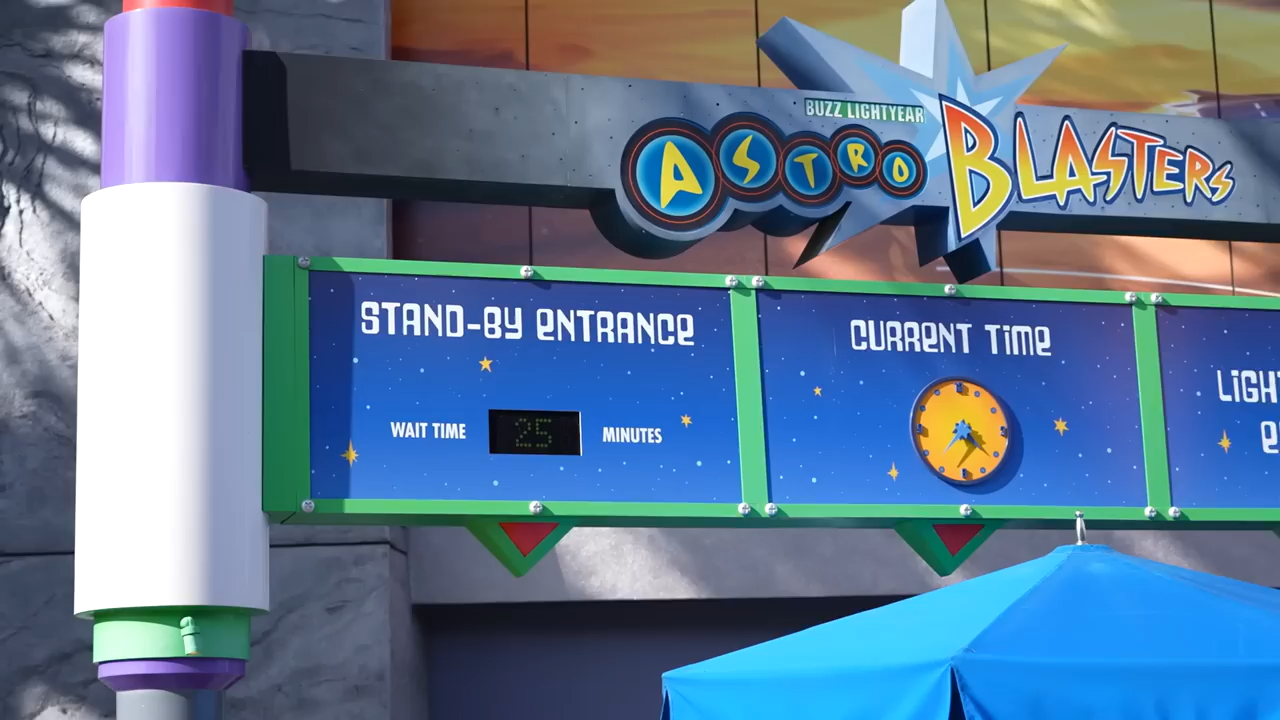 BUZZ LIGHTYEAR
ASTRO BLASTERS
STAND-BY ENTRANCE
WAIT TIME 25 MINUTES
CURRENT TIME